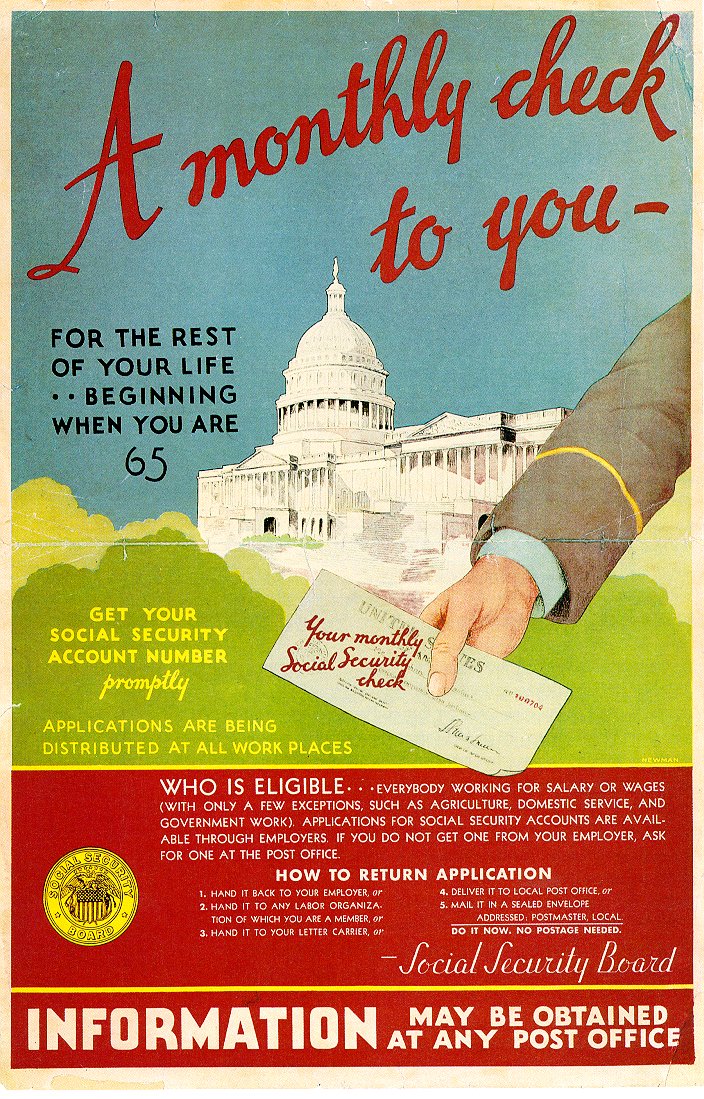 A monthly check
to you—
FOR THE REST
OF YOUR LIFE
··BEGINNING
WHEN YOU ARE
65
GET YOUR
SOCIAL SECURITY
ACCOUNT NUMBER
promptly
APPLICATIONS ARE BEING
DISTRIBUTED AT ALL WORK PLACES
UNITED STATES
Your monthly
Social Security
check
NEWMAN
WHO IS ELIGIBLE···EVERYBODY WORKING FOR SALARY OR WAGES
(WITH ONLY A FEW EXCEPTIONS, SUCH AS AGRICULTURE, DOMESTIC SERVICE, AND
GOVERNMENT WORK). APPLICATIONS FOR SOCIAL SECURITY ACCOUNTS ARE AVAIL-
ABLE THROUGH EMPLOYERS. IF YOU DO NOT GET ONE FROM YOUR EMPLOYER, ASK
FOR ONE AT THE POST OFFICE.
SOCIAL SECURITY
BOARD
HOW TO RETURN APPLICATION
1. HAND IT BACK TO YOUR EMPLOYER, or
2. HAND IT TO ANY LABOR ORGANIZA-
TION OF WHICH YOU ARE A MEMBER, or
3. HAND IT TO YOUR LETTER CARRIER, or
4. DELIVER IT TO LOCAL POST OFFICE, or
5. MAIL IT IN A SEALED ENVELOPE
ADDRESSED: POSTMASTER, LOCAL.
DO IT NOW. NO POSTAGE NEEDED.
—Social Security Board
INFORMATION MAY BE OBTAINED
AT ANY POST OFFICE